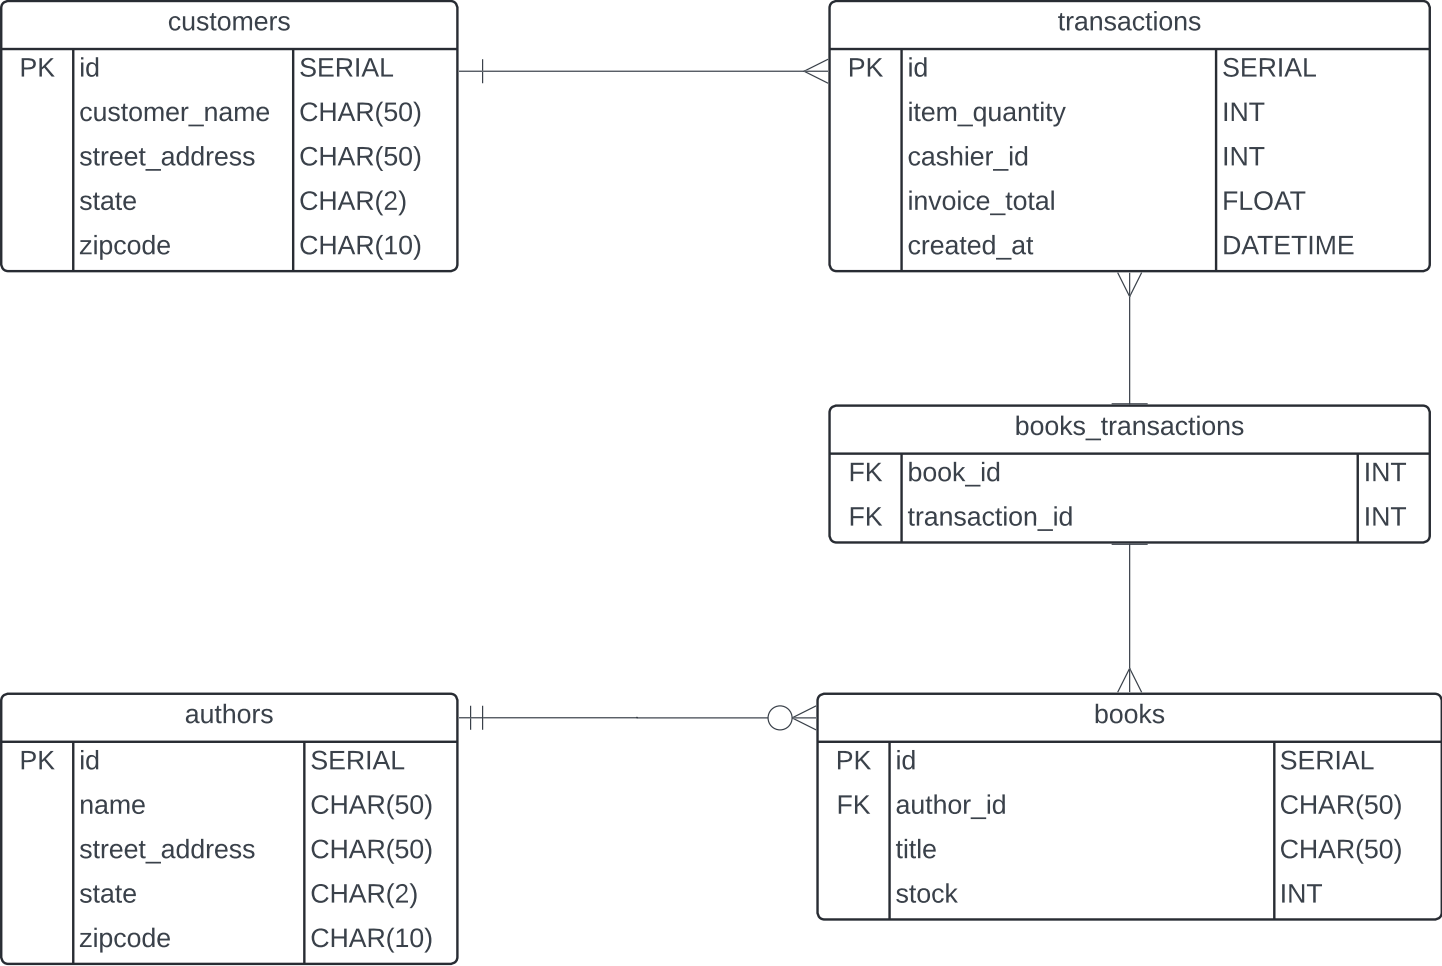 customers
PK id SERIAL
customer_name CHAR(50)
street_address CHAR(50)
state CHAR(2)
zipcode CHAR(10)
transactions
PK id SERIAL
item_quantity INT
cashier_id INT
invoice_total FLOAT
created_at DATETIME
books_transactions
FK book_id INT
FK transaction_id INT
authors
PK id SERIAL
name CHAR(50)
street_address CHAR(50)
state CHAR(2)
zipcode CHAR(10)
books
PK id SERIAL
FK author_id CHAR(50)
title CHAR(50)
stock INT